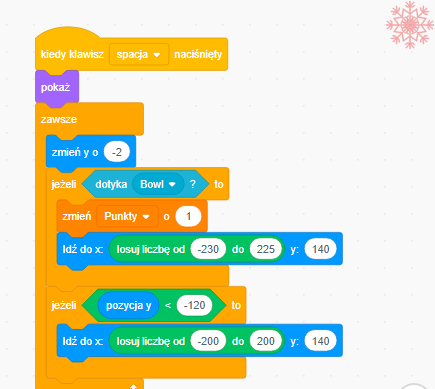 kiedy klawisz spacja naciśnięty
pokaż
zawsze
zmień y o -2
jeżeli dotyka Bowl ? to
zmień Punkty o 1
Idź do x: losuj liczbę od -230 do 225 y: 140
jeżeli pozycja y < -120 to
Idź do x: losuj liczbę od -200 do 200 y: 140